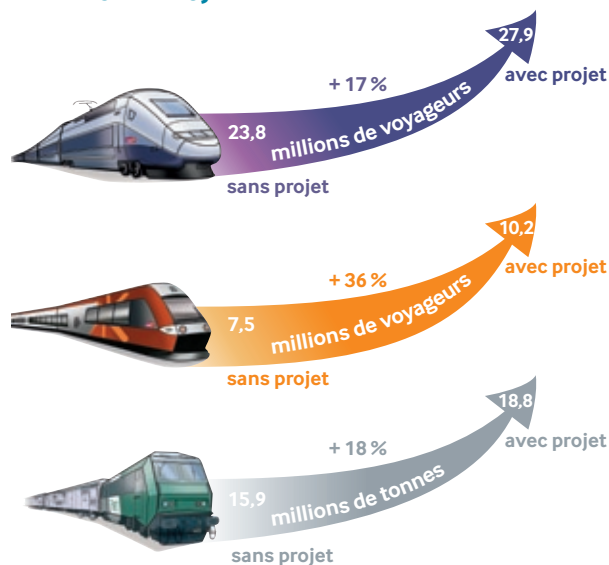 27,9
+ 17 %
avec projet
23,8
millions de voyageurs
sans projet
10,2
+ 36 %
avec projet
7,5
millions de voyageurs
sans projet
18,8
+ 18 %
avec projet
15,9
millions de tonnes
sans projet